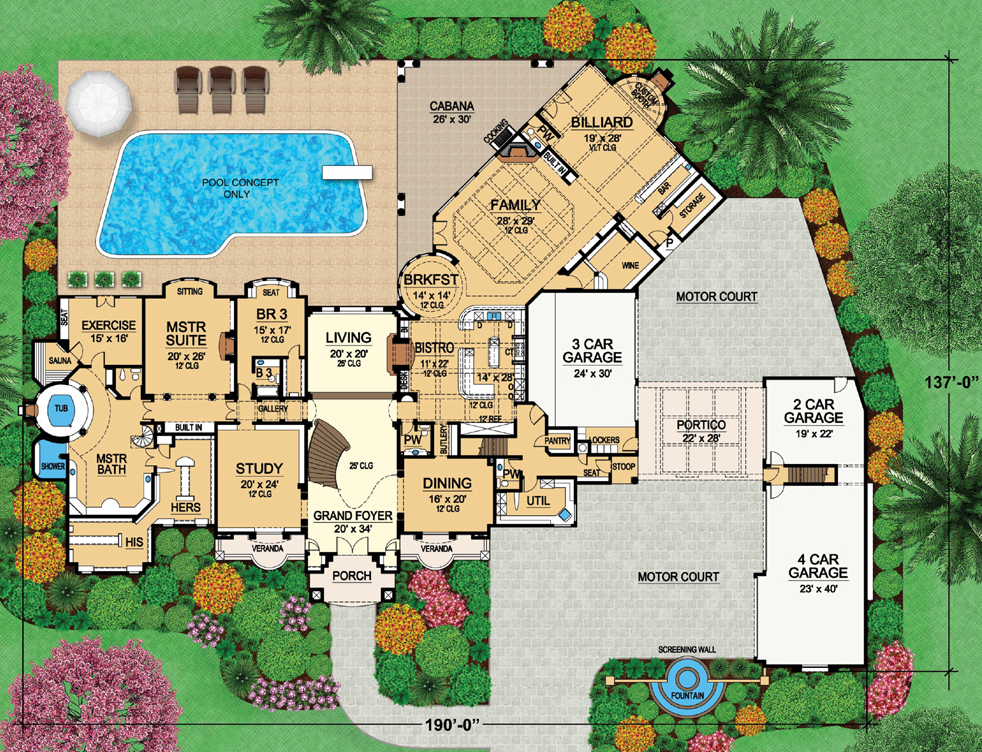 CABANA
26' x 30'
COOKING
PW
BILLIARD
19' x 28'
VLT CLG
CUSTOM
BOOTH
BUILT IN
POOL CONCEPT
ONLY
FAMILY
28' x 29'
12' CLG
BAR
STORAGE
P
WINE
BRKFST
14' x 14'
12' CLG
SITTING
SEAT
SEAT
EXERCISE
15' x 16'
MSTR
SUITE
20' x 26'
12' CLG
BR 3
15' x 17'
12' CLG
LIVING
20' x 20'
25' CLG
BISTRO
11' x 22'
12' CLG
14' x 28'
12' CLG
12' REF
CT
D
D
DESK
3 CAR
GARAGE
24' x 30'
MOTOR COURT
137'-0"
SAUNA
B 3
TUB
GALLERY
BUILT IN
PW
BUTLERY
PANTRY
LOCKERS
PORTICO
22' x 28'
2 CAR
GARAGE
19' x 22'
SHOWER
MSTR
BATH
HERS
HIS
STUDY
20' x 24'
12' CLG
25' CLG
GRAND FOYER
20' x 34'
DINING
16' x 20'
12' CLG
PW
SEAT
STOOP
UTIL
VERANDA
VERANDA
PORCH
MOTOR COURT
4 CAR
GARAGE
23' x 40'
SCREENING WALL
FOUNTAIN
190'-0"